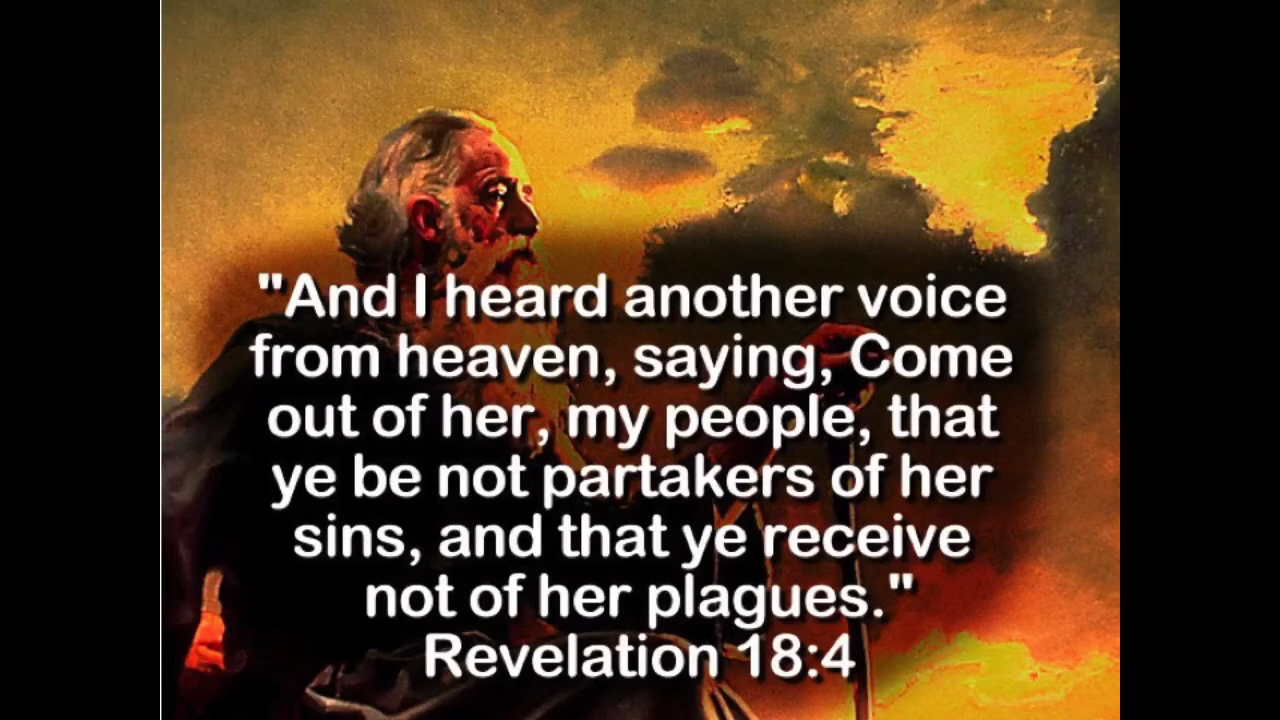 "And I heard another voice
from heaven, saying, Come
out of her, my people, that
ye be not partakers of her
sins, and that ye receive
not of her plagues."
Revelation 18:4